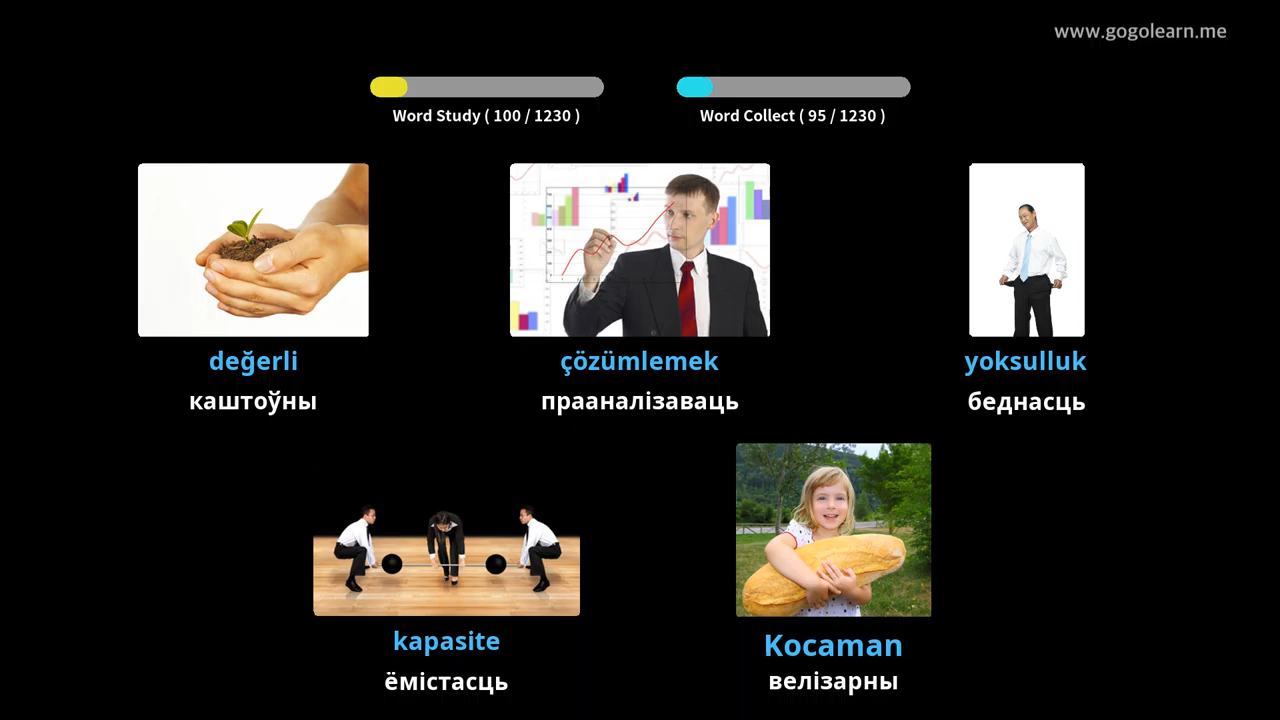 www.gogolearn.me
Word Study ( 100 / 1230 )
Word Collect ( 95 / 1230 )
değerli
каштоўны
çözümlemek
прааналізаваць
yoksulluk
беднасць
kapasite
ёмістасць
Kocaman
велізарны